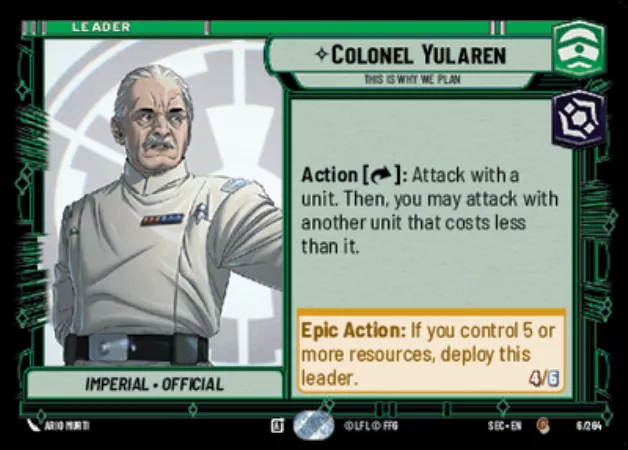 LEADER
✧COLONEL YULAREN
THIS IS WHY WE PLAN
Action [↷]: Attack with a
unit. Then, you may attack with
another unit that costs less
than it.
Epic Action: If you control 5 or
more resources, deploy this
leader.
4/6
IMPERIAL • OFFICIAL
ARIO MURTI
© LFL © FFG
SEC • EN
6/264